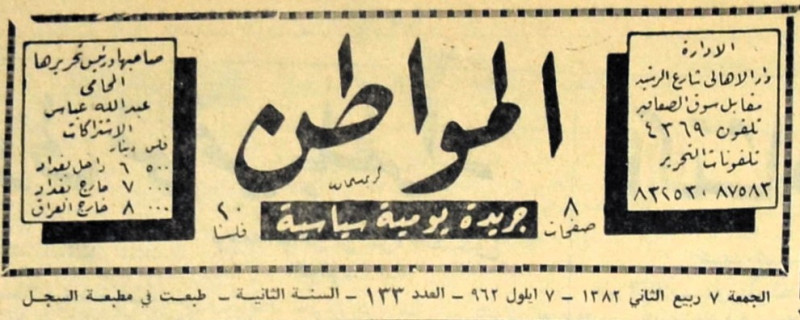 الادارة
دار الاهالي شارع الرشيد
مقابل سوق الصفافير
تلفون ٤٣٦٩
تلفونات التحرير
٨٧٥٨٣ ٠ ٨٣٢٥٣
المواطن
٨
صفحات
جريدة يومية سياسية
٢٠
فلسا
صاحبها ورئيس تحريرها
المحامي
عبدالله عباس
الاشتراكات
فلس دينار
٥٠٠ ٦ داخل بغداد
٠٠٠ ٧ خارج بغداد
٠٠٠ ٨ خارج العراق
الجمعة ٧ ربيع الثاني ١٣٨٢ – ٧ ايلول ٩٦٢ – العدد ١٣٣ – السنة الثانية – طبعت في مطبعة السجل